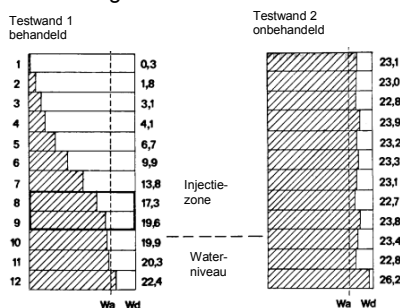 Testwand 1
behandeld
Testwand 2
onbehandeld
1 0,3
2 1,8
3 3,1
4 4,1
5 6,7
6 9,9
7 13,8
8 17,3
9 19,6
10 19,9
11 20,3
12 22,4
Wa Wd
Injectie-
zone
Water-
niveau
23,1
23,0
22,8
23,9
23,2
23,3
23,1
22,7
23,8
23,4
22,8
26,2
Wa Wd